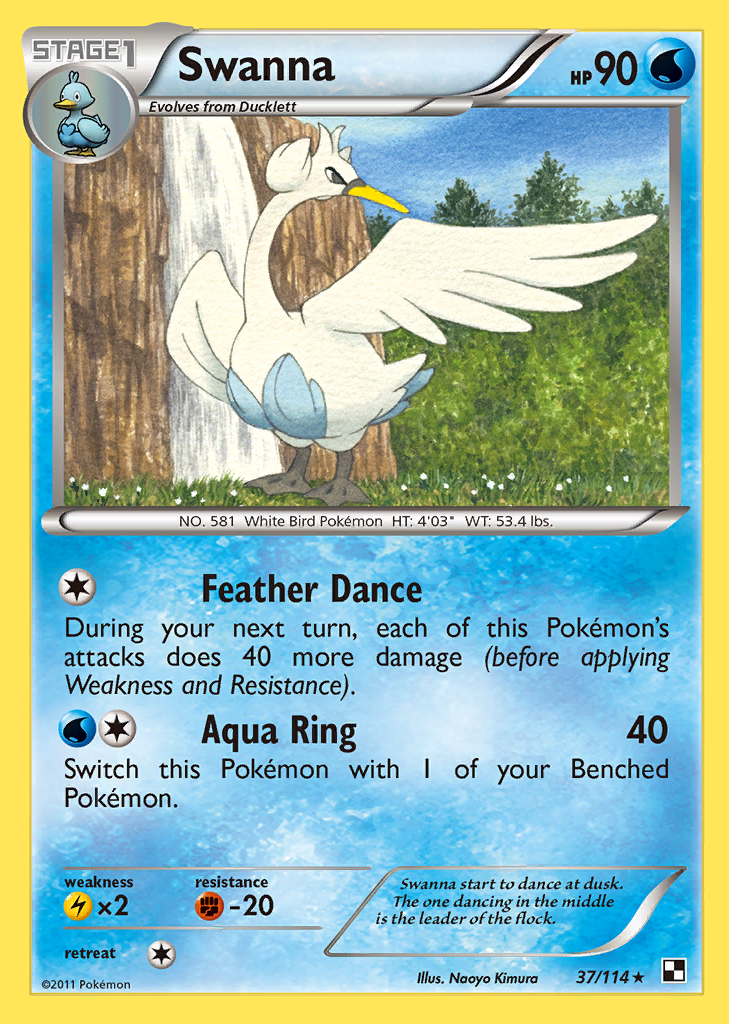 STAGE1
Swanna
HP 90
Evolves from Ducklett
NO. 581 White Bird Pokémon HT: 4'03" WT: 53.4 lbs.
Feather Dance
During your next turn, each of this Pokémon's
attacks does 40 more damage (before applying
Weakness and Resistance).
Aqua Ring 40
Switch this Pokémon with 1 of your Benched
Pokémon.
weakness resistance
×2 -20
Swanna start to dance at dusk.
The one dancing in the middle
is the leader of the flock.
retreat
©2011 Pokémon
Illus. Naoyo Kimura 37/114 ★